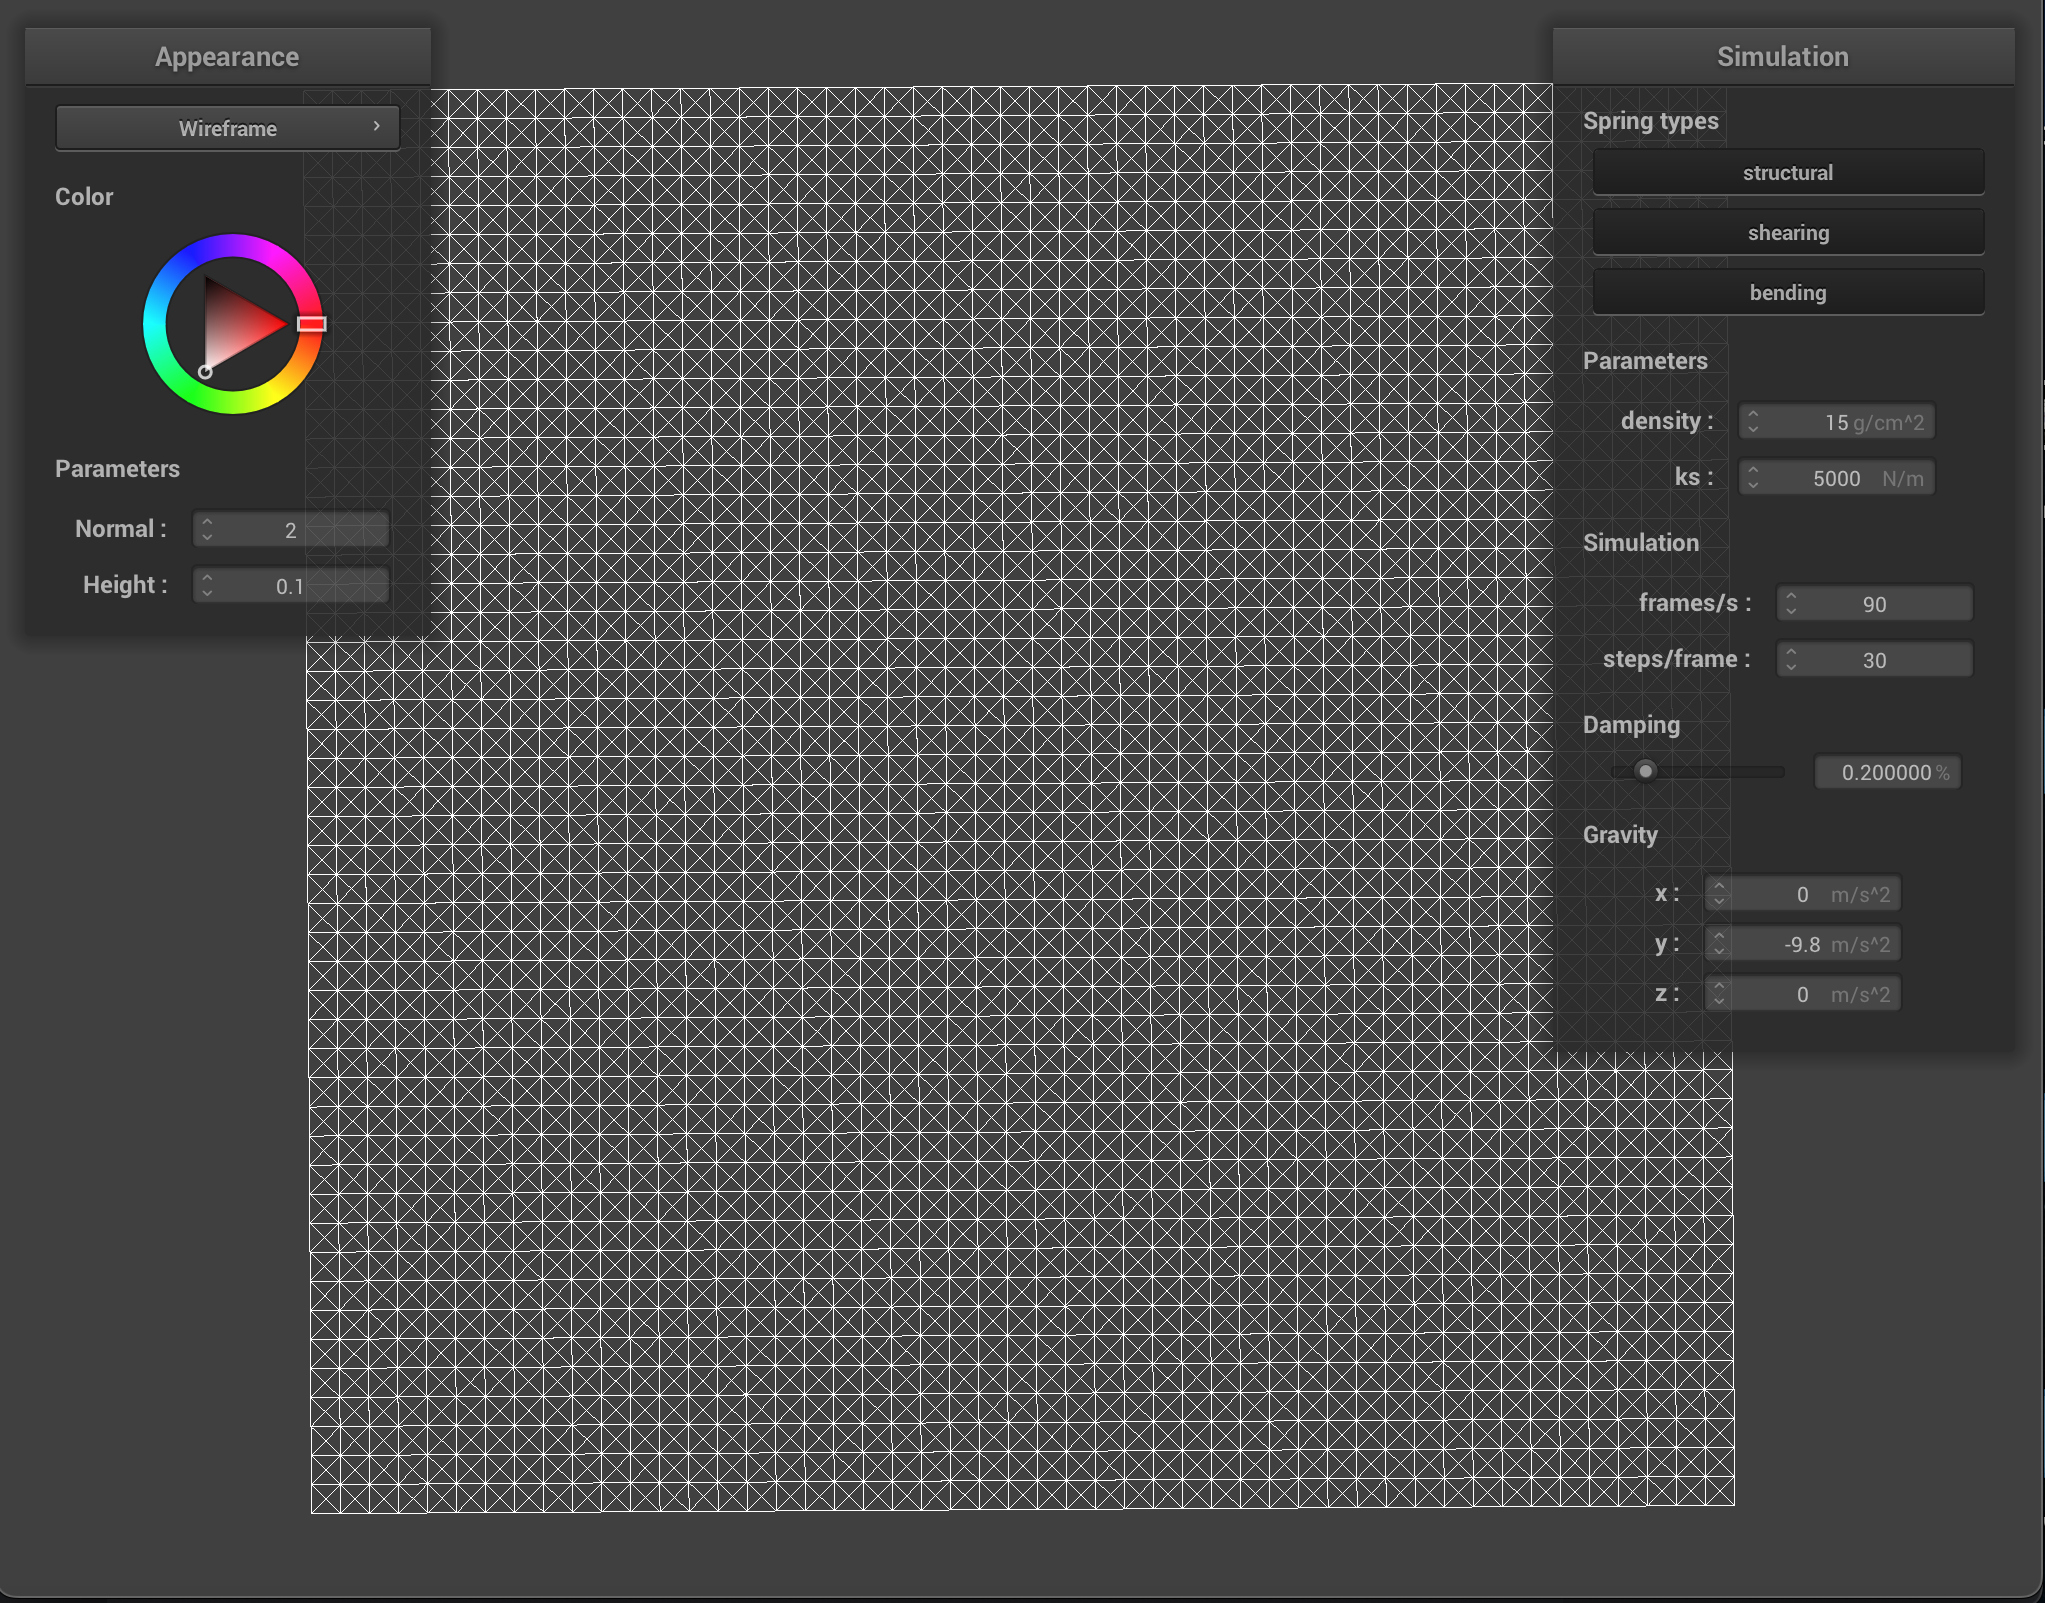 Appearance
Wireframe
Color
Parameters
Normal : 2
Height : 0.1
Simulation
Spring types
structural
shearing
bending
Parameters
density : 15 g/cm^2
ks : 5000 N/m
Simulation
frames/s : 90
steps/frame : 30
Damping
0.200000 %
Gravity
x : 0 m/s^2
y : -9.8 m/s^2
z : 0 m/s^2